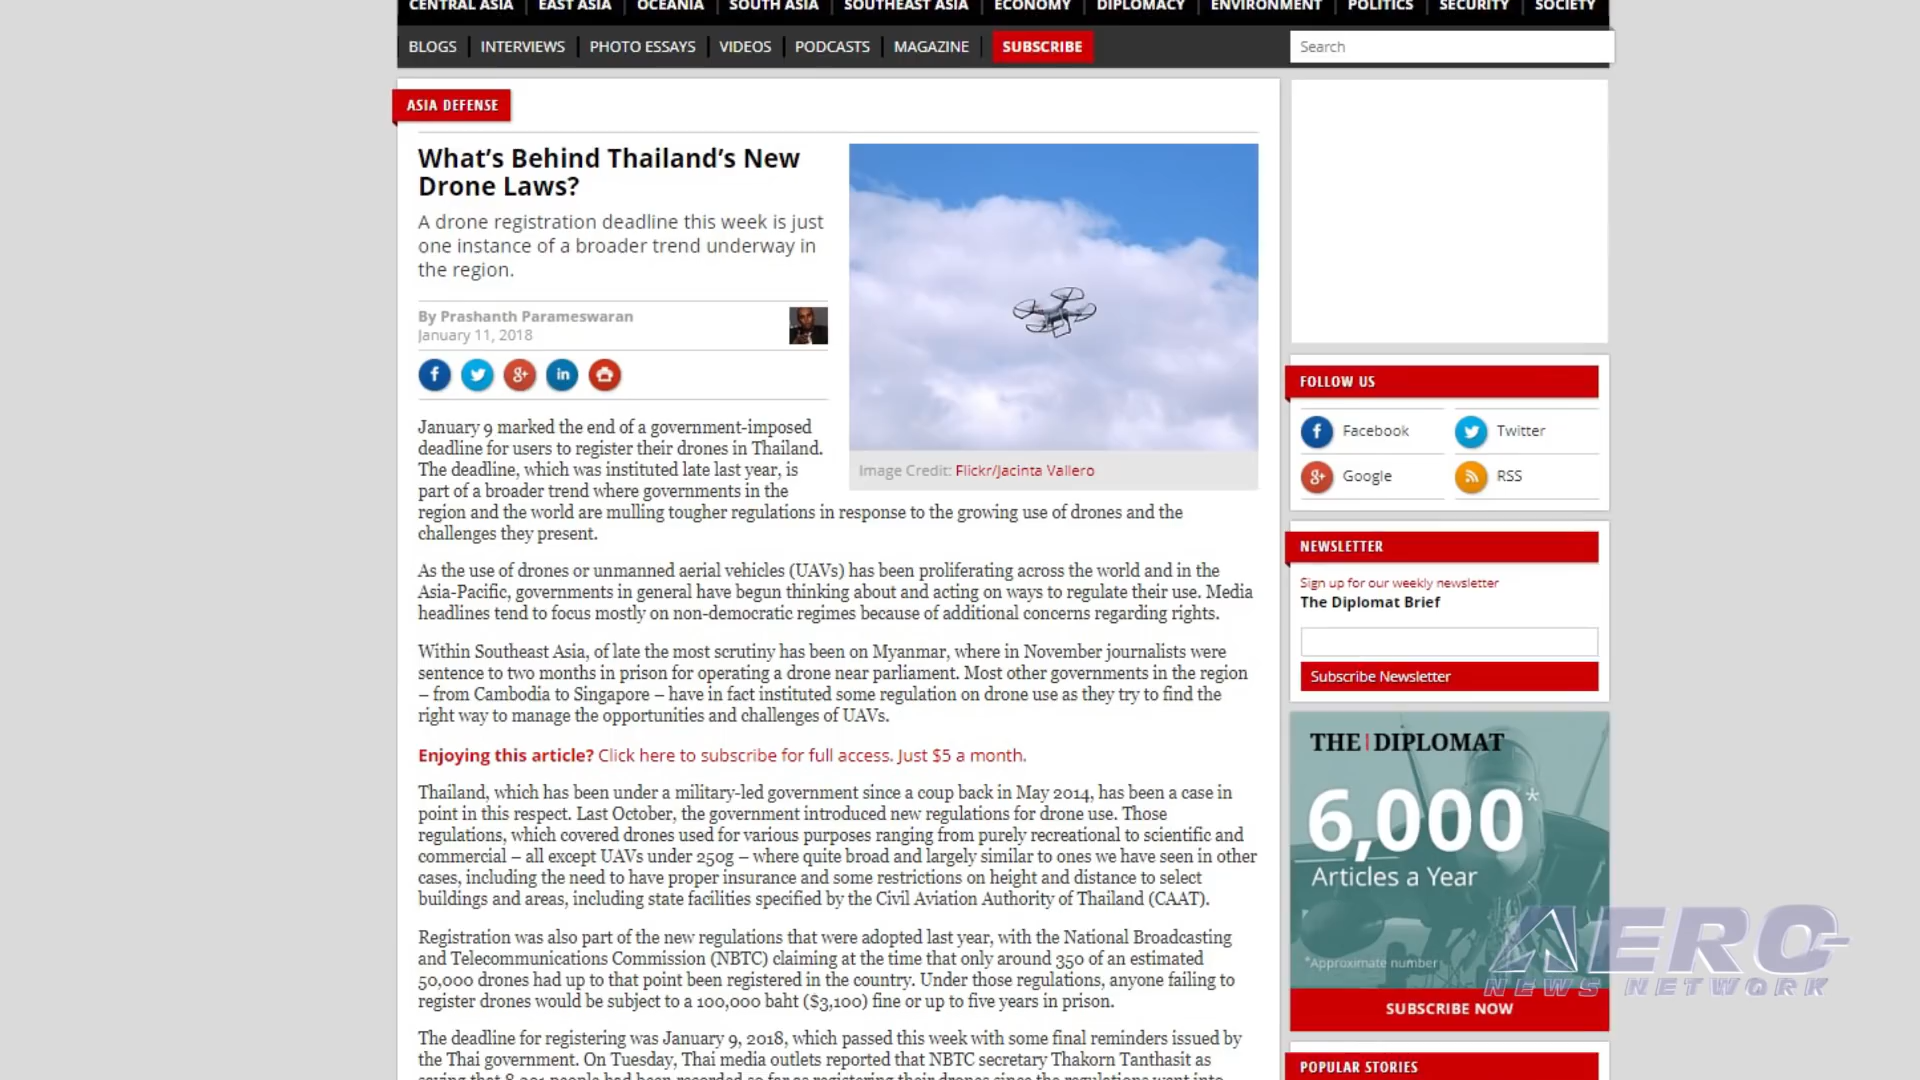 CENTRAL ASIA EAST ASIA OCEANIA SOUTH ASIA SOUTHEAST ASIA ECONOMY DIPLOMACY ENVIRONMENT POLITICS SECURITY SOCIETY
BLOGS INTERVIEWS PHOTO ESSAYS VIDEOS PODCASTS MAGAZINE SUBSCRIBE Search
ASIA DEFENSE
What's Behind Thailand's New
Drone Laws?
A drone registration deadline this week is just
one instance of a broader trend underway in
the region.
By Prashanth Parameswaran
January 11, 2018
January 9 marked the end of a government-imposed
deadline for users to register their drones in Thailand.
The deadline, which was instituted late last year, is
part of a broader trend where governments in the
region and the world are mulling tougher regulations in response to the growing use of drones and the
challenges they present.
Image Credit: Flickr/Jacinta Vallero
As the use of drones or unmanned aerial vehicles (UAVs) has been proliferating across the world and in the
Asia-Pacific, governments in general have begun thinking about and acting on ways to regulate their use. Media
headlines tend to focus mostly on non-democratic regimes because of additional concerns regarding rights.
Within Southeast Asia, of late the most scrutiny has been on Myanmar, where in November journalists were
sentence to two months in prison for operating a drone near parliament. Most other governments in the region
– from Cambodia to Singapore – have in fact instituted some regulation on drone use as they try to find the
right way to manage the opportunities and challenges of UAVs.
Enjoying this article? Click here to subscribe for full access. Just $5 a month.
Thailand, which has been under a military-led government since a coup back in May 2014, has been a case in
point in this respect. Last October, the government introduced new regulations for drone use. Those
regulations, which covered drones used for various purposes ranging from purely recreational to scientific and
commercial – all except UAVs under 250g – where quite broad and largely similar to ones we have seen in other
cases, including the need to have proper insurance and some restrictions on height and distance to select
buildings and areas, including state facilities specified by the Civil Aviation Authority of Thailand (CAAT).
Registration was also part of the new regulations that were adopted last year, with the National Broadcasting
and Telecommunications Commission (NBTC) claiming at the time that only around 350 of an estimated
50,000 drones had up to that point been registered in the country. Under those regulations, anyone failing to
register drones would be subject to a 100,000 baht ($3,100) fine or up to five years in prison.
The deadline for registering was January 9, 2018, which passed this week with some final reminders issued by
the Thai government. On Tuesday, Thai media outlets reported that NBTC secretary Thakorn Tanthasit as
FOLLOW US
Facebook Twitter
Google RSS
NEWSLETTER
Sign up for our weekly newsletter
The Diplomat Brief
Subscribe Newsletter
THE DIPLOMAT
6,000*
Articles a Year
*Approximate number
SUBSCRIBE NOW
AERO-
NEWS NETWORK
POPULAR STORIES